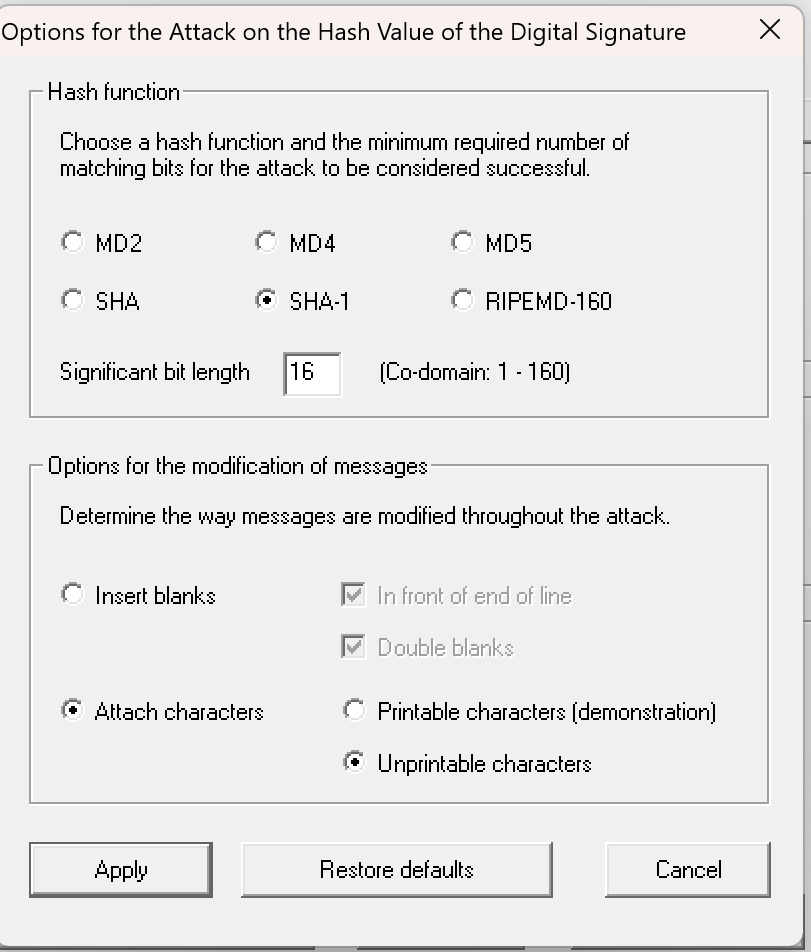 Options for the Attack on the Hash Value of the Digital Signature
Hash function
Choose a hash function and the minimum required number of
matching bits for the attack to be considered successful.
MD2 MD4 MD5
SHA SHA-1 RIPEMD-160
Significant bit length 16 (Co-domain: 1 - 160)
Options for the modification of messages
Determine the way messages are modified throughout the attack.
Insert blanks In front of end of line
Double blanks
Attach characters Printable characters (demonstration)
Unprintable characters
Apply Restore defaults Cancel